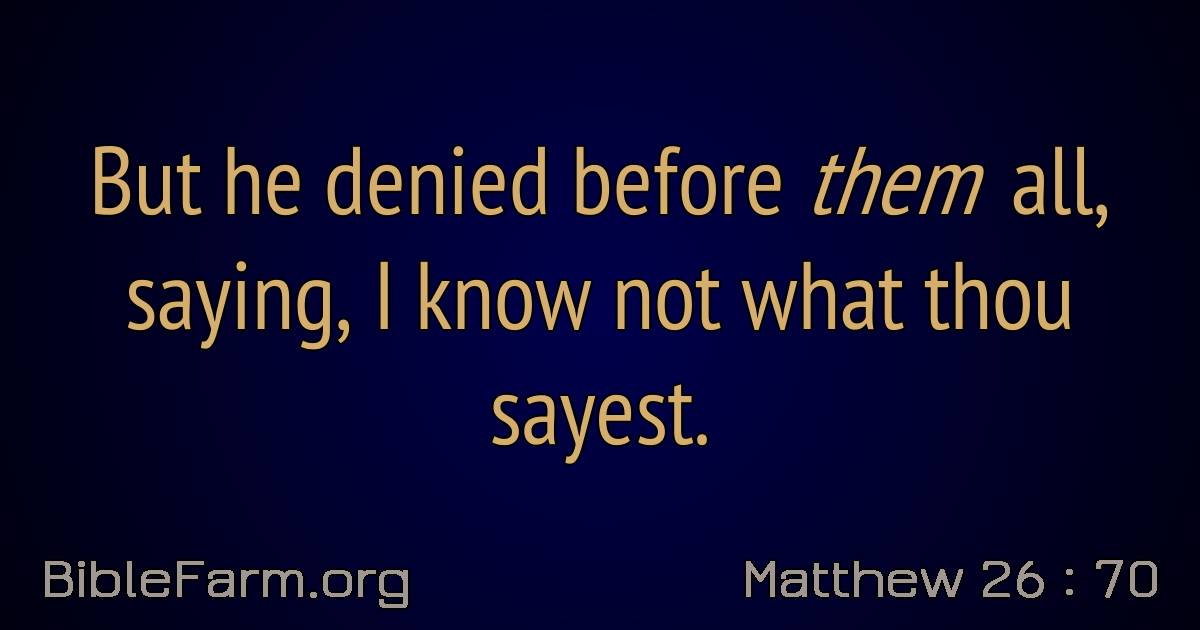 But he denied before them all,
saying, I know not what thou
sayest.
BibleFarm.org
Matthew 26 : 70